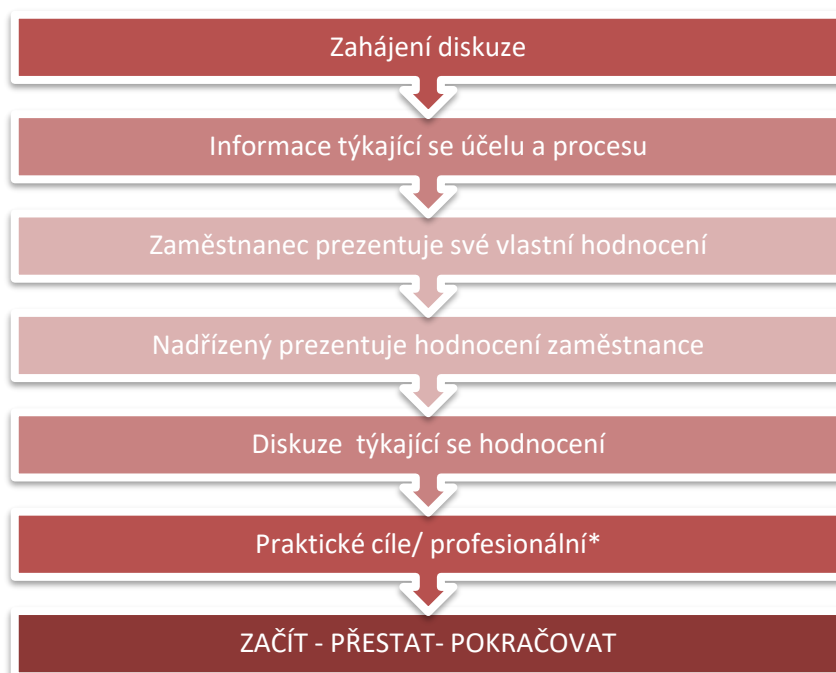 Zahájení diskuze
Informace týkající se účelu a procesu
Zaměstnanec prezentuje své vlastní hodnocení
Nadřízený prezentuje hodnocení zaměstnance
Diskuze  týkající se hodnocení
Praktické cíle/ profesionální*
ZAČÍT - PŘESTAT- POKRAČOVAT